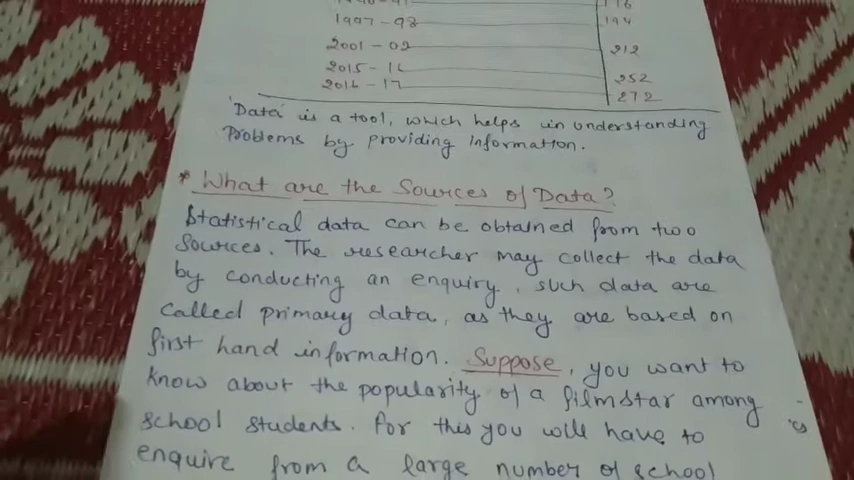 1997-98 194
2001-02 212
2015-16 252
2016-17 272
'Data' is a tool, which helps in understanding
Problems by providing information.
* What are the Sources of Data?
Statistical data can be obtained from two
Sources. The researcher may collect the data
by conducting an enquiry, such data are
Called primary data, as they are based on
first hand information. Suppose, you want to
know about the popularity of a filmstar among
school students. For this you will have to
enquire from a large number of school